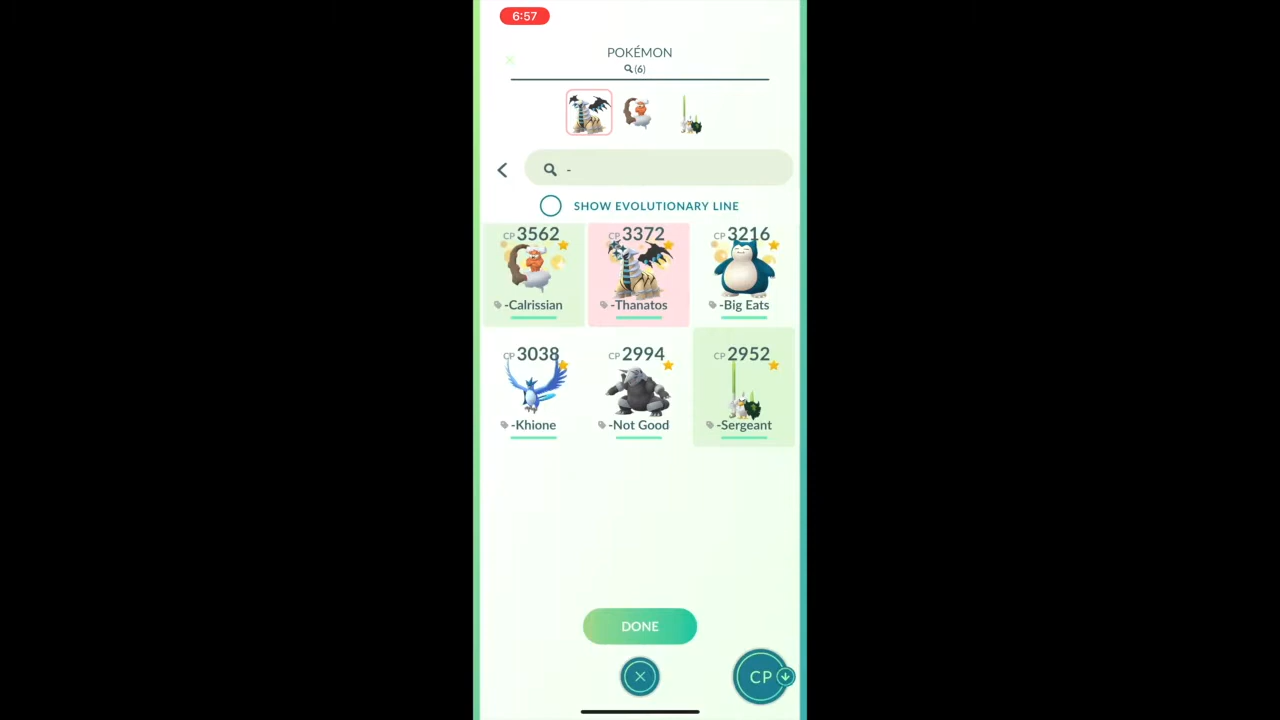 6:57
POKÉMON
(6)
-
SHOW EVOLUTIONARY LINE
CP 3562 CP 3372 CP 3216
-Calrissian -Thanatos -Big Eats
CP 3038 CP 2994 CP 2952
-Khione -Not Good -Sergeant
DONE
CP